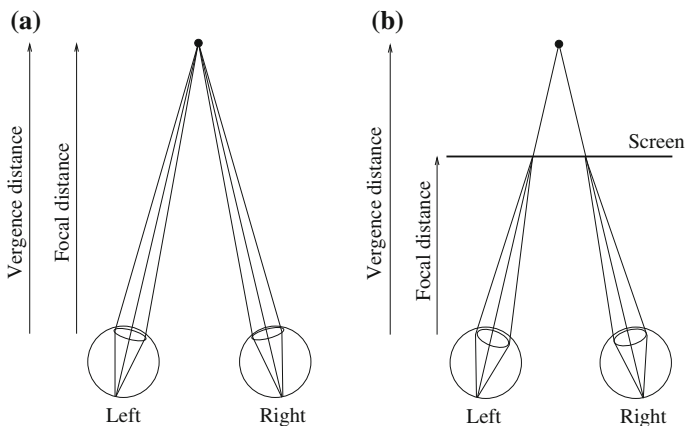 (a)
Vergence distance
Focal distance
Left
Right
(b)
Vergence distance
Focal distance
Screen
Left
Right